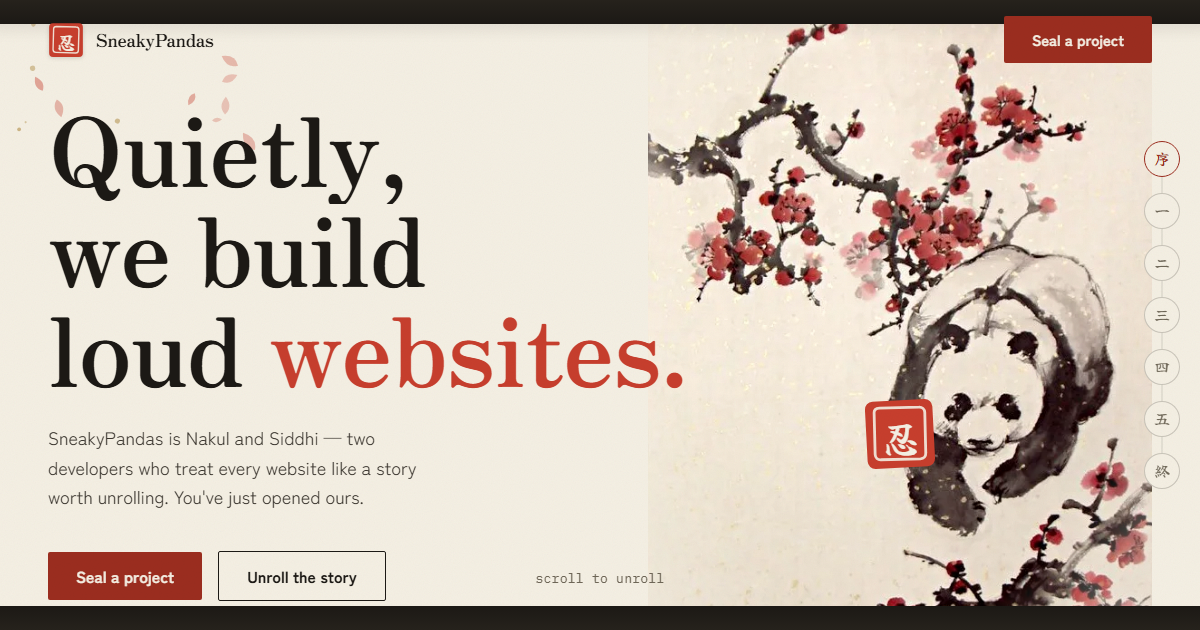 忍 SneakyPandas
Seal a project
Quietly,
we build
loud websites.
SneakyPandas is Nakul and Siddhi — two
developers who treat every website like a story
worth unrolling. You've just opened ours.
Seal a project
Unroll the story
scroll to unroll
忍
序
一
二
三
四
五
終